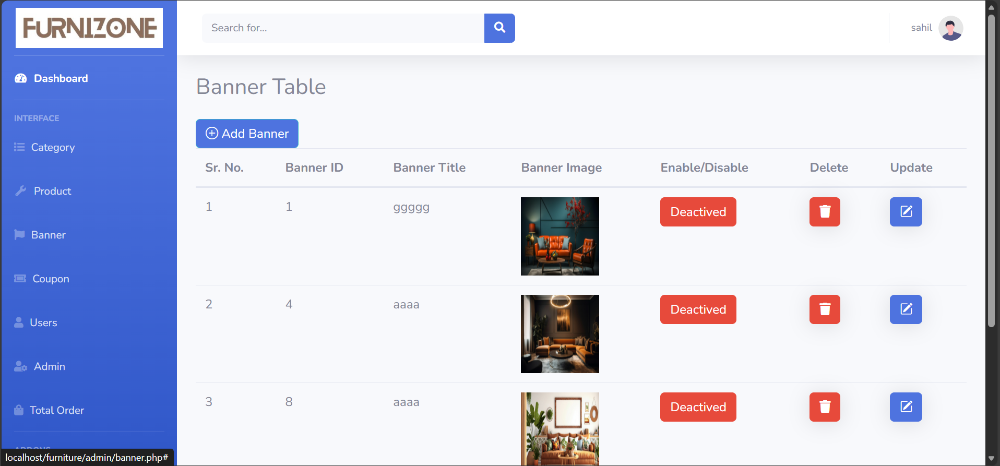 FURNIZONE
Dashboard
INTERFACE
Category
Product
Banner
Coupon
Users
Admin
Total Order
ADDONS
localhost/furniture/admin/banner.php#
Search for...
sahil
Banner Table
Add Banner
Sr. No. Banner ID Banner Title Banner Image Enable/Disable Delete Update
1 1 ggggg Deactived
2 4 aaaa Deactived
3 8 aaaa Deactived